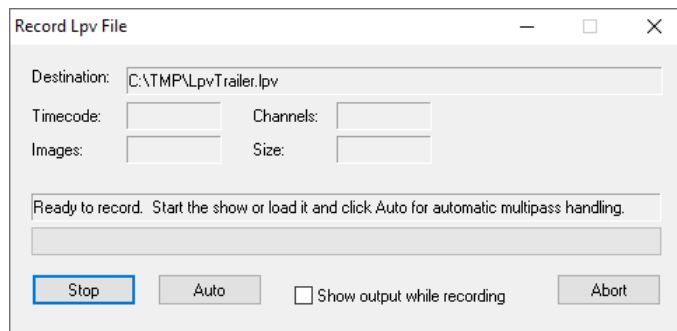 Record Lpv File
Destination: C:\TMP\LpvTrailer.lpv
Timecode: Channels:
Images: Size:
Ready to record.  Start the show or load it and click Auto for automatic multipass handling.
Stop Auto Show output while recording Abort